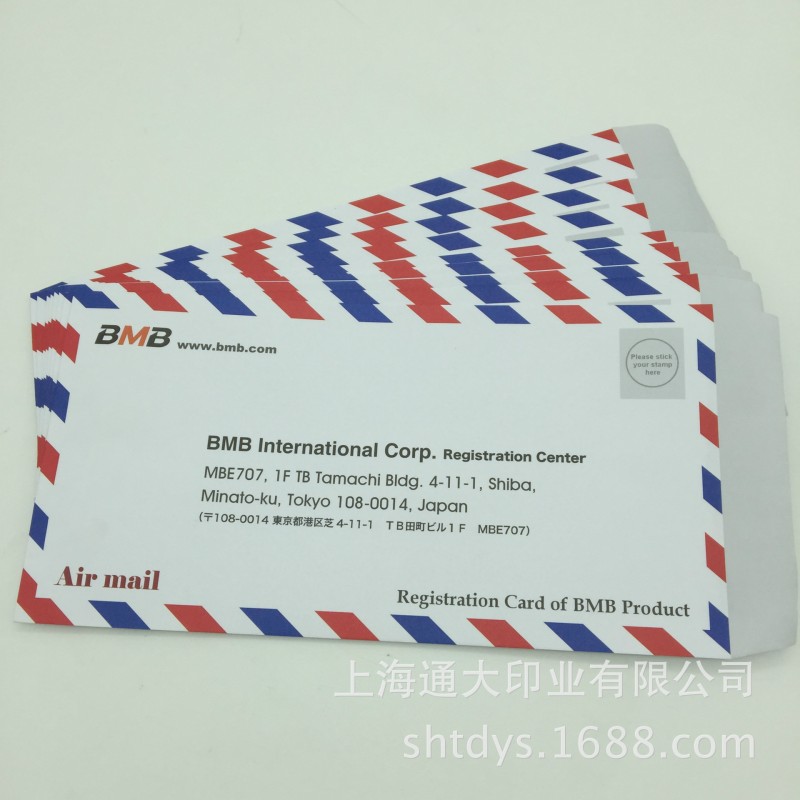 BMB www.bmb.com
Please stick
your stamp
here
BMB International Corp. Registration Center
MBE707, 1F TB Tamachi Bldg. 4-11-1, Shiba,
Minato-ku, Tokyo 108-0014, Japan
(〒108-0014 東京都港区芝4-11-1 ТB田町ビル1F MBE707)
Air mail
Registration Card of BMB Product
上海通大印业有限公司
shtdys.1688.com